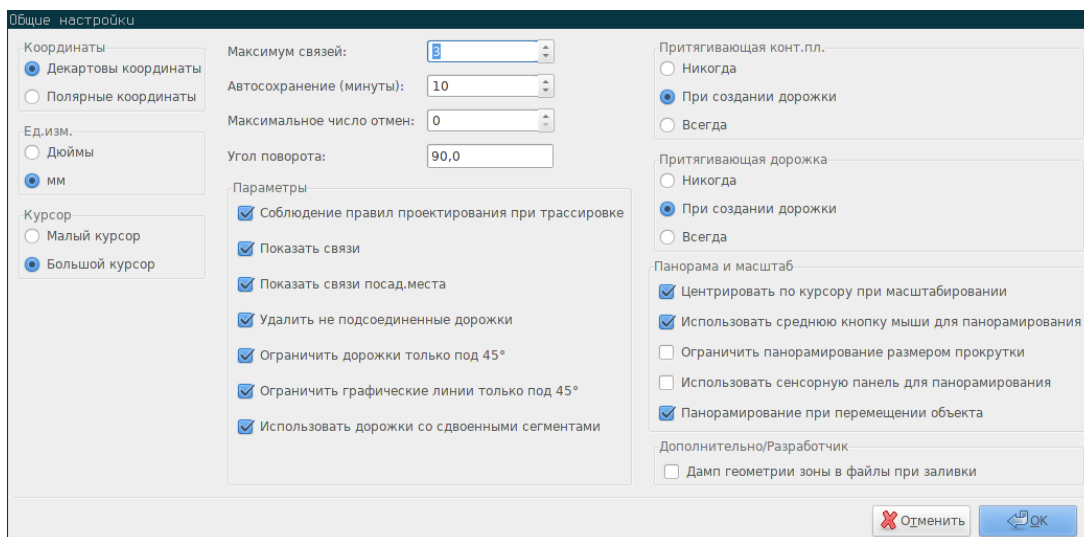 Общие настройки
Координаты
Декартовы координаты
Полярные координаты
Ед.изм.
Дюймы
мм
Курсор
Малый курсор
Большой курсор
Максимум связей:
3
Автосохранение (минуты):
10
Максимальное число отмен:
0
Угол поворота:
90,0
Параметры
Соблюдение правил проектирования при трассировке
Показать связи
Показать связи посад.места
Удалить не подсоединенные дорожки
Ограничить дорожки только под 45°
Ограничить графические линии только под 45°
Использовать дорожки со сдвоенными сегментами
Притягивающая конт.пл.
Никогда
При создании дорожки
Всегда
Притягивающая дорожка
Никогда
При создании дорожки
Всегда
Панорама и масштаб
Центрировать по курсору при масштабировании
Использовать среднюю кнопку мыши для панорамирования
Ограничить панорамирование размером прокрутки
Использовать сенсорную панель для панорамирования
Панорамирование при перемещении объекта
Дополнительно/Разработчик
Дамп геометрии зоны в файлы при заливки
Отменить
OK